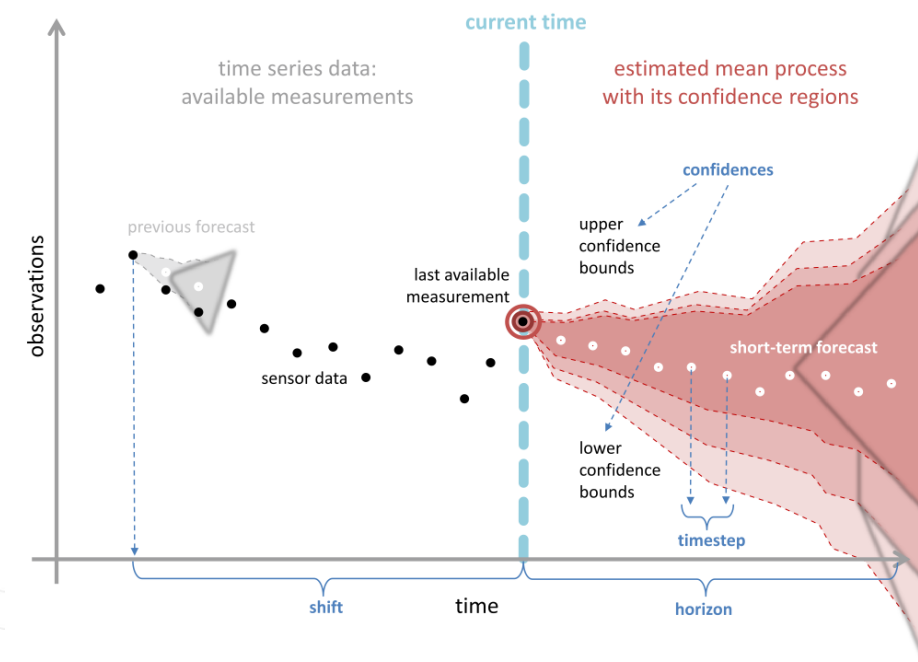 current time
time series data:
available measurements
estimated mean process
with its confidence regions
confidences
previous forecast
upper
confidence
bounds
observations
last available
measurement
short-term forecast
sensor data
lower
confidence
bounds
timestep
shift
time
horizon